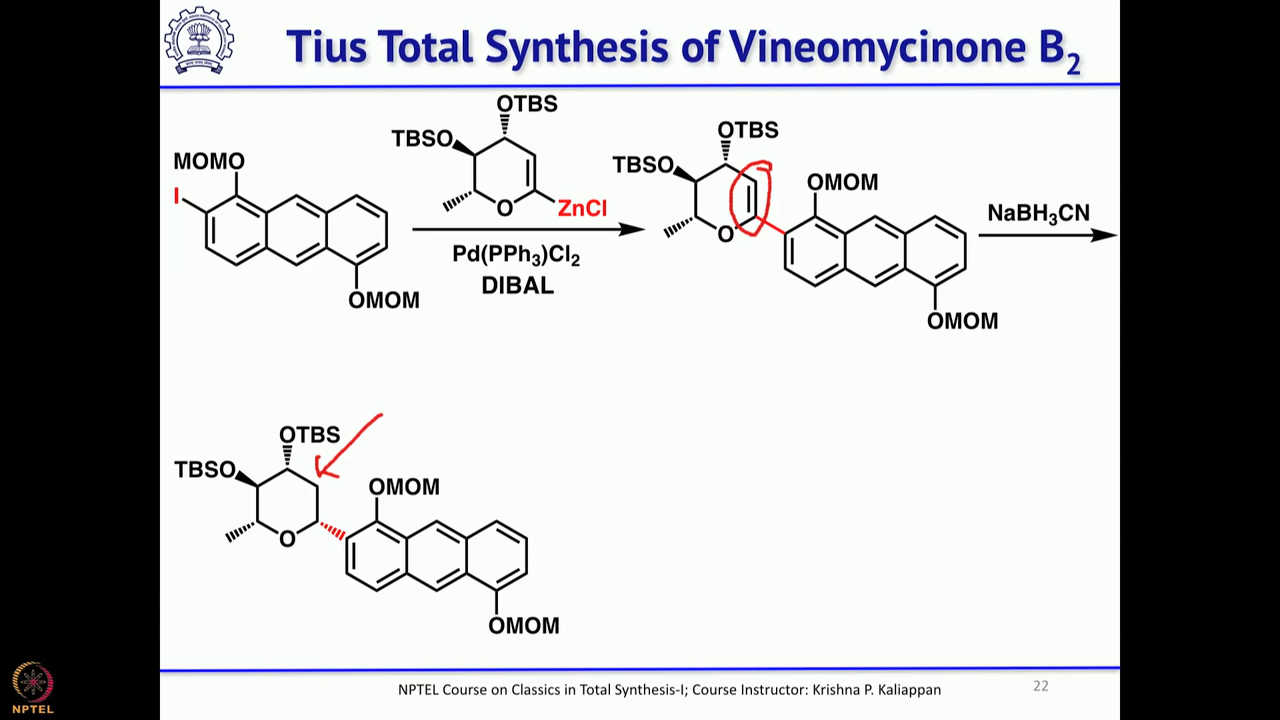 Tius Total Synthesis of Vineomycinone B2
OTBS
TBSO
O
ZnCl
MOMO
I
OMOM
Pd(PPh3)Cl2
DIBAL
OTBS
TBSO
O
OMOM
OMOM
NaBH3CN
OTBS
TBSO
O
OMOM
OMOM
NPTEL Course on Classics in Total Synthesis-I; Course Instructor: Krishna P. Kaliappan
22
NPTEL